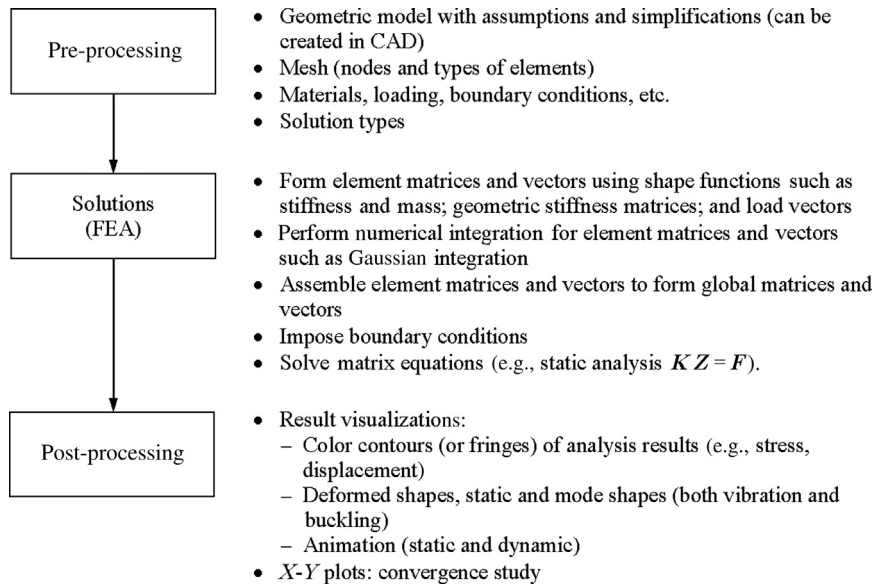 Pre-processing
• Geometric model with assumptions and simplifications (can be
created in CAD)
• Mesh (nodes and types of elements)
• Materials, loading, boundary conditions, etc.
• Solution types
Solutions
(FEA)
• Form element matrices and vectors using shape functions such as
stiffness and mass; geometric stiffness matrices; and load vectors
• Perform numerical integration for element matrices and vectors
such as Gaussian integration
• Assemble element matrices and vectors to form global matrices and
vectors
• Impose boundary conditions
• Solve matrix equations (e.g., static analysis K Z = F).
Post-processing
• Result visualizations:
– Color contours (or fringes) of analysis results (e.g., stress,
displacement)
– Deformed shapes, static and mode shapes (both vibration and
buckling)
– Animation (static and dynamic)
• X-Y plots: convergence study